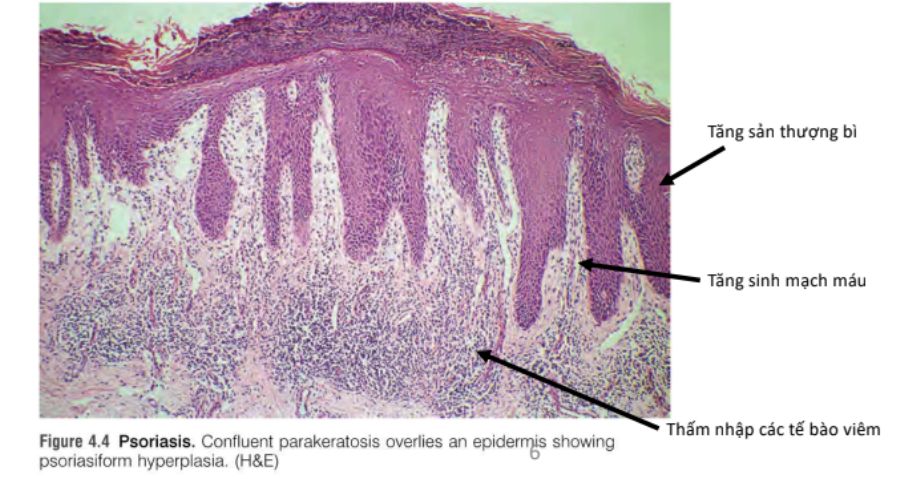 Tăng sản thượng bì
Tăng sinh mạch máu
Thấm nhập các tế bào viêm
Figure 4.4 Psoriasis. Confluent parakeratosis overlies an epidermis showing
psoriasiform hyperplasia. (H&E)
6